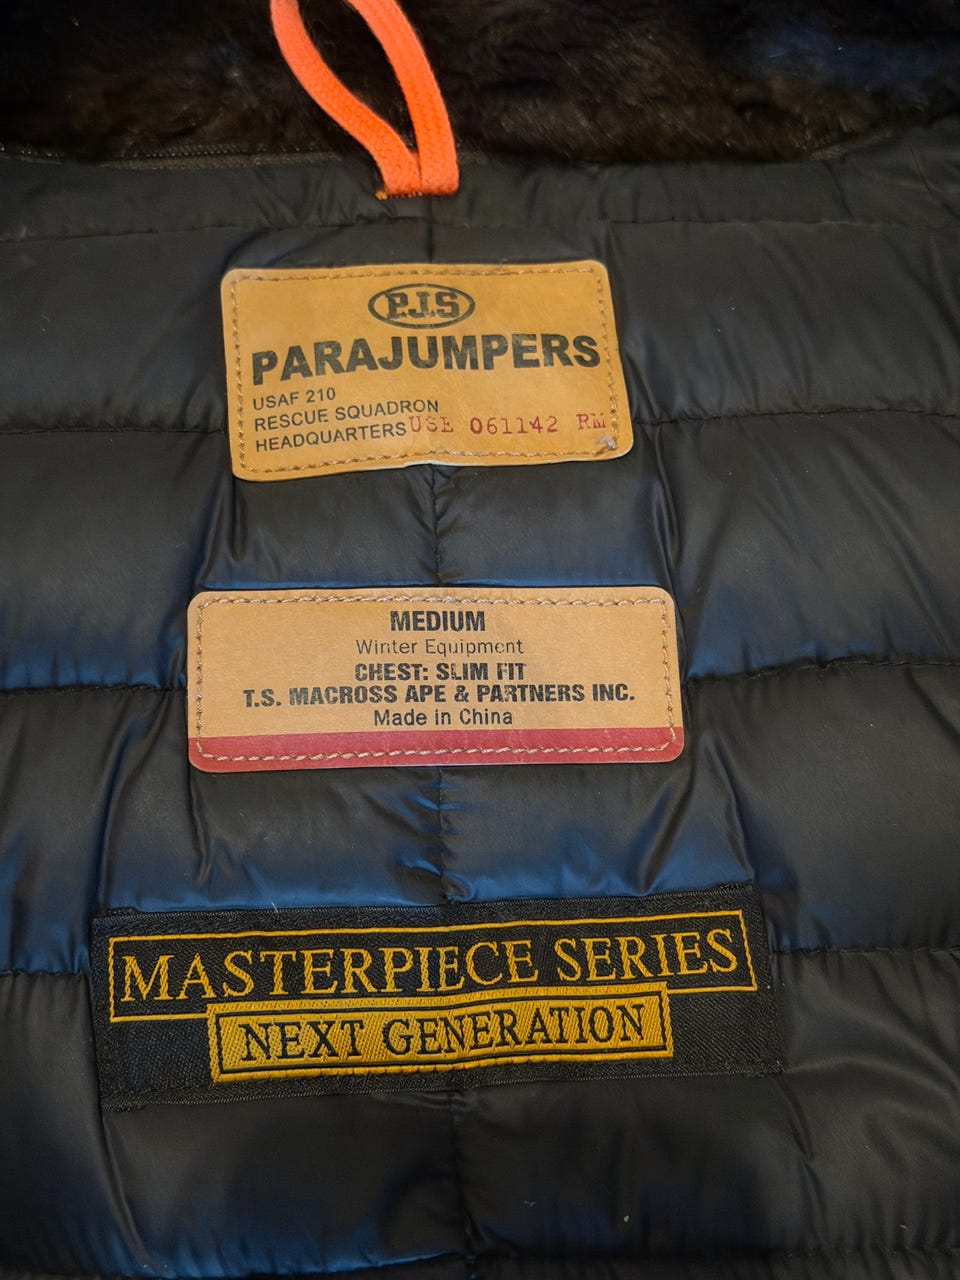 P.J.S
PARAJUMPERS
USAF 210
RESCUE SQUADRON
HEADQUARTERS USE 061142 RM
MEDIUM
Winter Equipment
CHEST: SLIM FIT
T.S. MACROSS APE & PARTNERS INC.
Made in China
MASTERPIECE SERIES
NEXT GENERATION